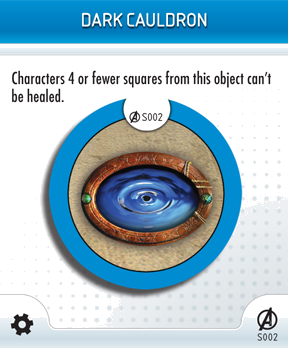 DARK CAULDRON
Characters 4 or fewer squares from this object can't
be healed.
S002
S002